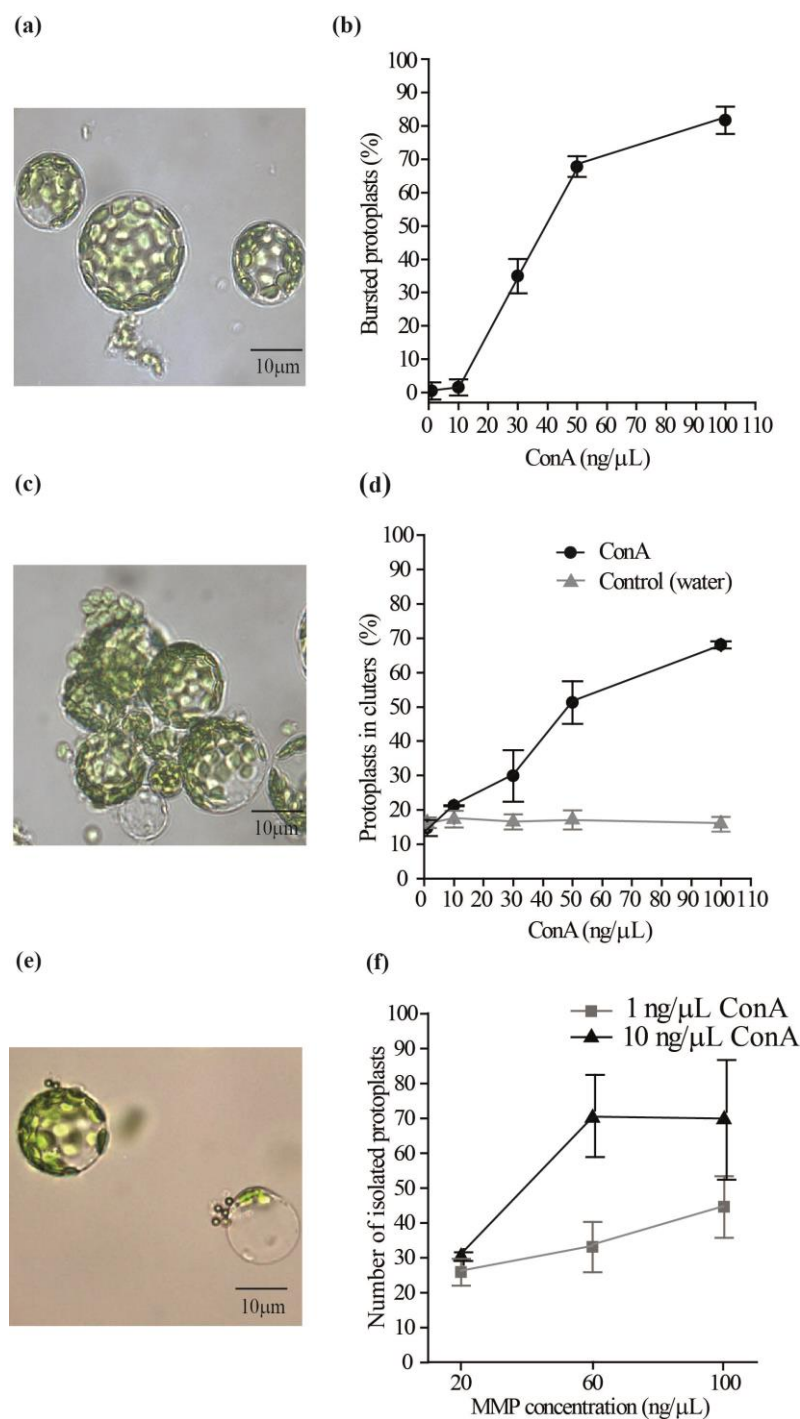 (a)
(b)
100
90
80
70
60
50
40
30
20
10
0
Bursted protoplasts (%)
0 10 20 30 40 50 60 70 80 90 100 110
ConA (ng/μL)
10μm
(c)
(d)
100
90
80
70
60
50
40
30
20
10
0
Protoplasts in cluters (%)
ConA
Control (water)
0 10 20 30 40 50 60 70 80 90 100 110
ConA (ng/μL)
10μm
(e)
(f)
1 ng/μL ConA
10 ng/μL ConA
100
90
80
70
60
50
40
30
20
10
0
Number of isolated protoplasts
20 60 100
MMP concentration (ng/μL)
10μm